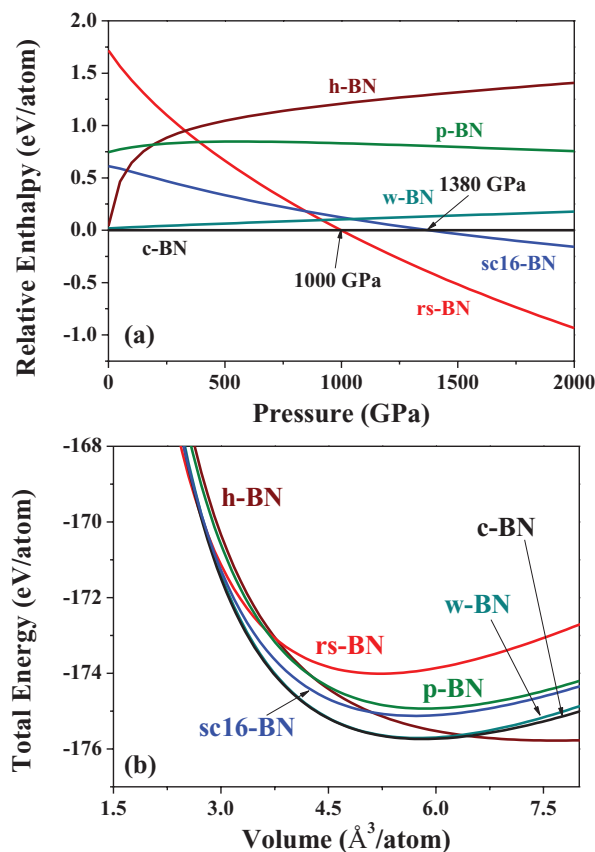 2.0
1.5
1.0
0.5
0.0
-0.5
-1.0
Relative Enthalpy (eV/atom)
h-BN
p-BN
1380 GPa
w-BN
c-BN
1000 GPa
sc16-BN
rs-BN
(a)
0 500 1000 1500 2000
Pressure (GPa)
-168
-170
-172
-174
-176
Total Energy (eV/atom)
h-BN
c-BN
w-BN
rs-BN
p-BN
sc16-BN
(b)
1.5 3.0 4.5 6.0 7.5
Volume (Å³/atom)